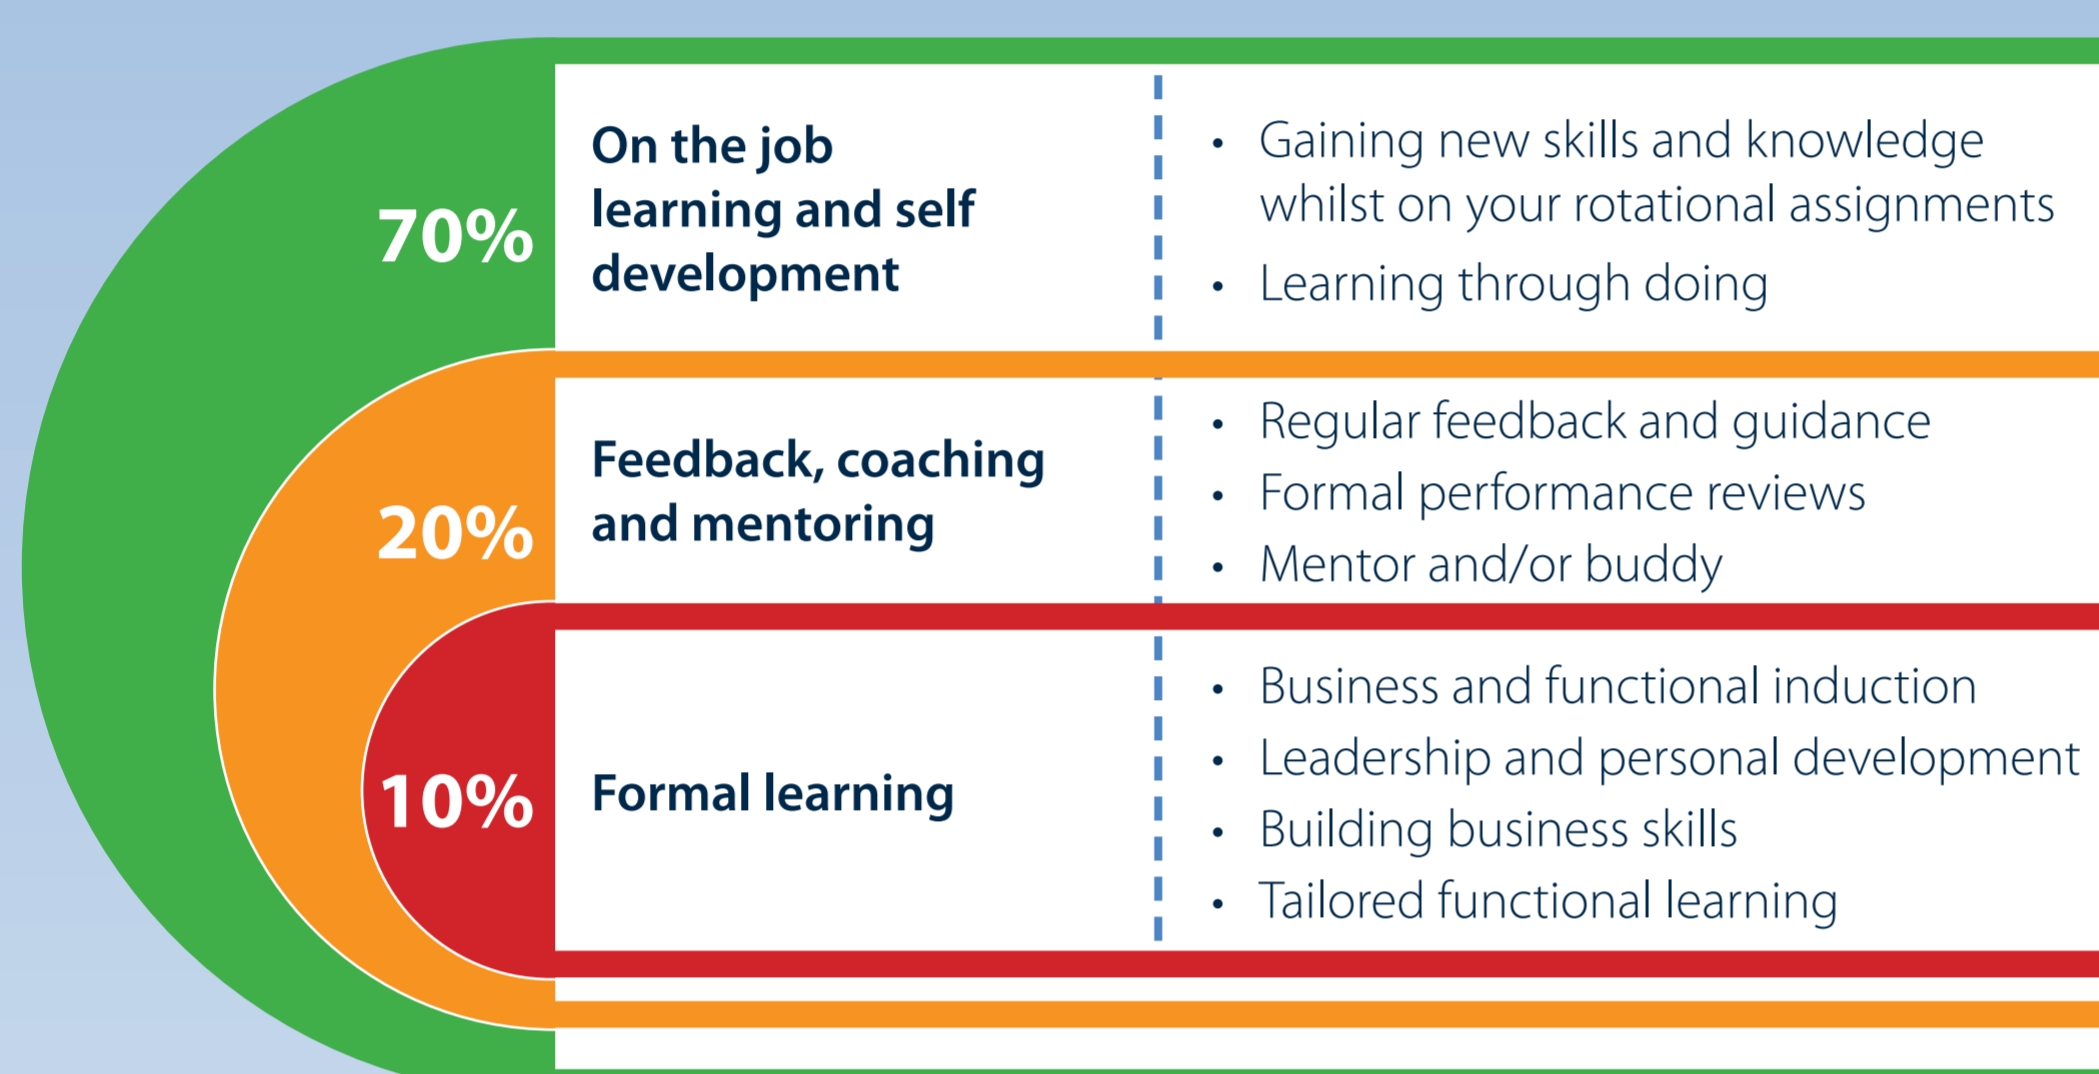 70%
On the job
learning and self
development
• Gaining new skills and knowledge
whilst on your rotational assignments
• Learning through doing
20%
Feedback, coaching
and mentoring
• Regular feedback and guidance
• Formal performance reviews
• Mentor and/or buddy
10%
Formal learning
• Business and functional induction
• Leadership and personal development
• Building business skills
• Tailored functional learning